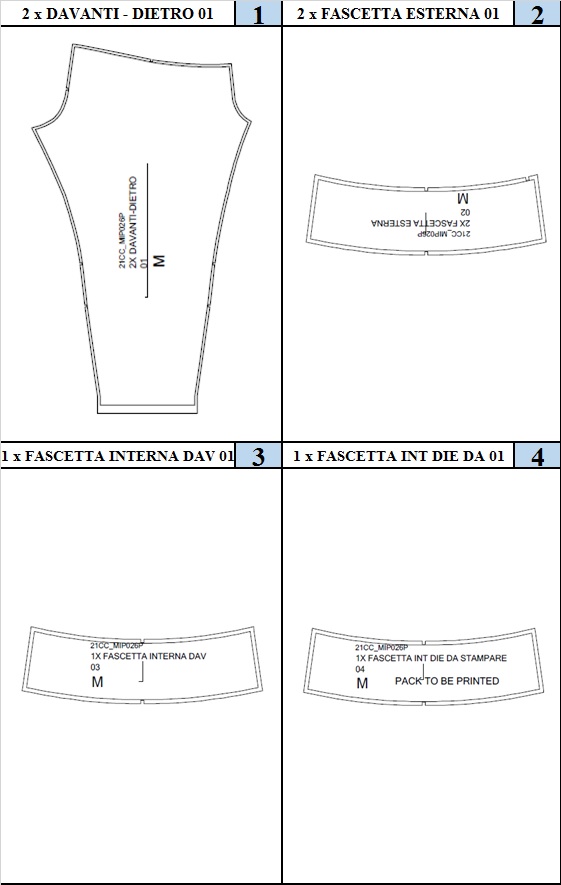 2 x DAVANTI - DIETRO 01
1
2 x FASCETTA ESTERNA 01
2
21CC_MIP026P
2X DAVANTI-DIETRO
01
M
21CC_MIP026P
2X FASCETTA ESTERNA
02
M
1 x FASCETTA INTERNA DAV 01
3
1 x FASCETTA INT DIE DA 01
4
21CC_MIP026P
1X FASCETTA INTERNA DAV
03
M
21CC_MIP026P
1X FASCETTA INT DIE DA STAMPARE
04
M PACK TO BE PRINTED